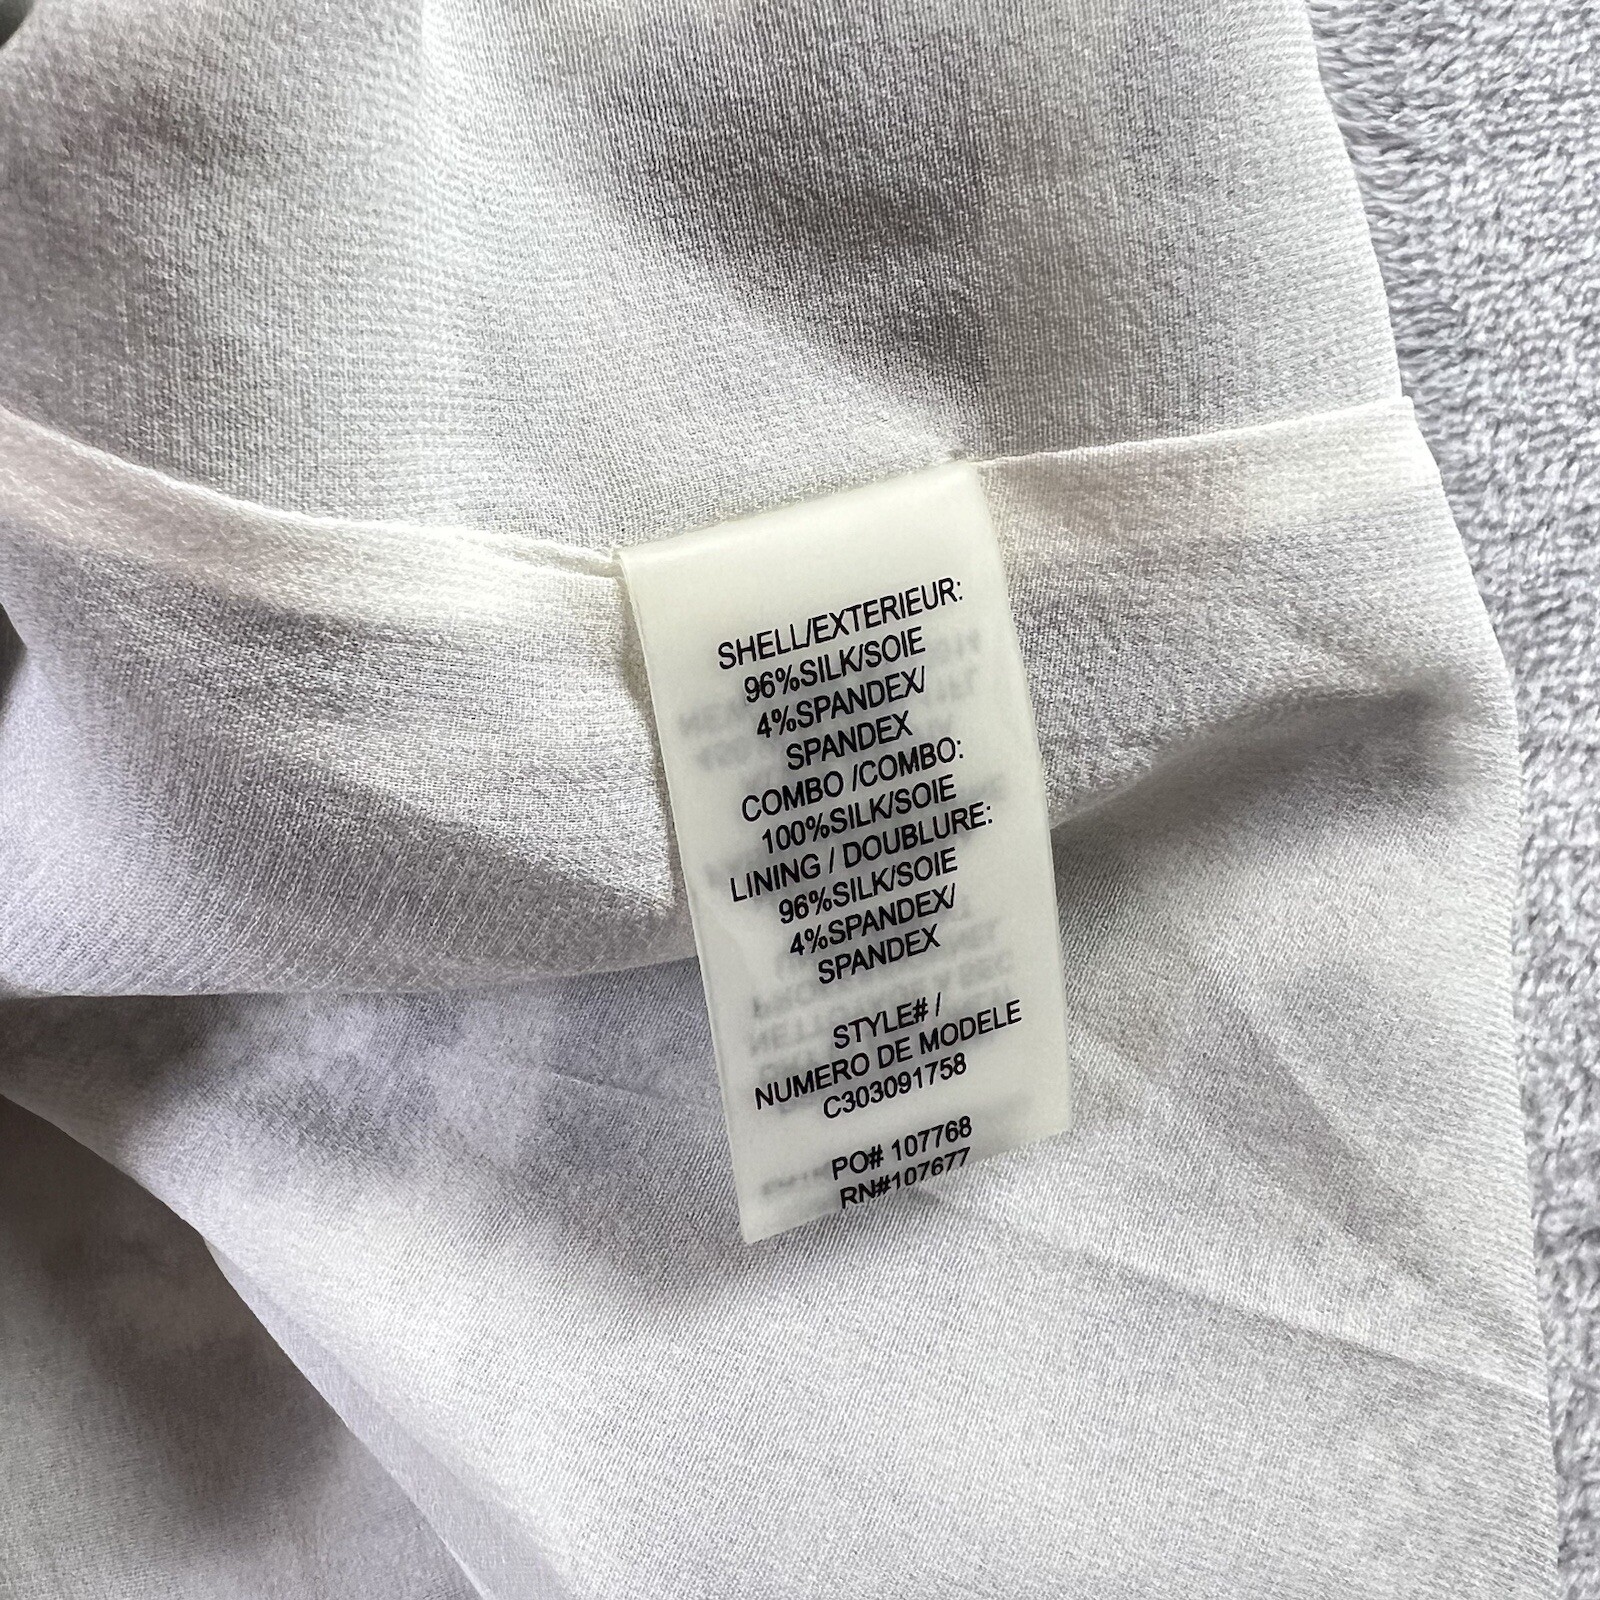 SHELL/EXTERIEUR:
96%SILK/SOIE
4%SPANDEX/
SPANDEX
COMBO /COMBO:
100%SILK/SOIE
LINING / DOUBLURE:
96%SILK/SOIE
4%SPANDEX/
SPANDEX
STYLE# /
NUMERO DE MODELE
C303091758
PO# 107768
RN#107677